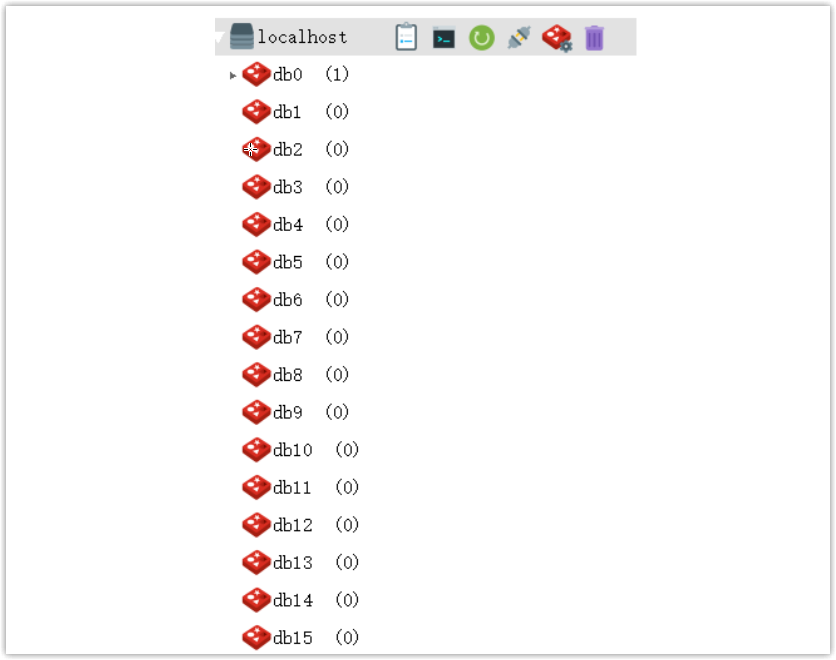 localhost
db0 (1)
db1 (0)
db2 (0)
db3 (0)
db4 (0)
db5 (0)
db6 (0)
db7 (0)
db8 (0)
db9 (0)
db10 (0)
db11 (0)
db12 (0)
db13 (0)
db14 (0)
db15 (0)